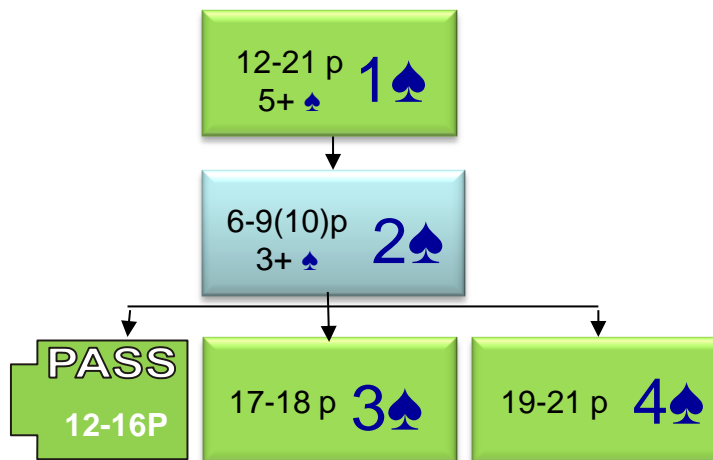 12-21 p 1♠
5+ ♠
6-9(10)p 2♠
3+ ♠
PASS
12-16P
17-18 p 3♠
19-21 p 4♠